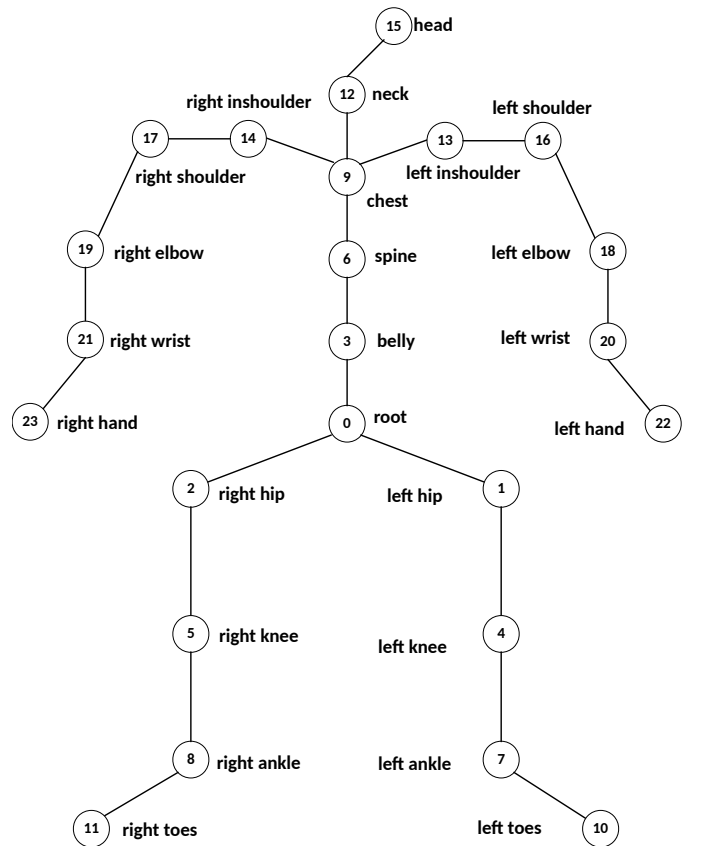 15 head
12 neck
right inshoulder
left shoulder
17 14 13 16
right shoulder
left inshoulder
9
chest
19 right elbow
6 spine
left elbow 18
21 right wrist
3 belly
left wrist 20
23 right hand
0 root
left hand 22
2 right hip
left hip 1
5 right knee
left knee 4
8 right ankle
left ankle 7
11 right toes
left toes 10